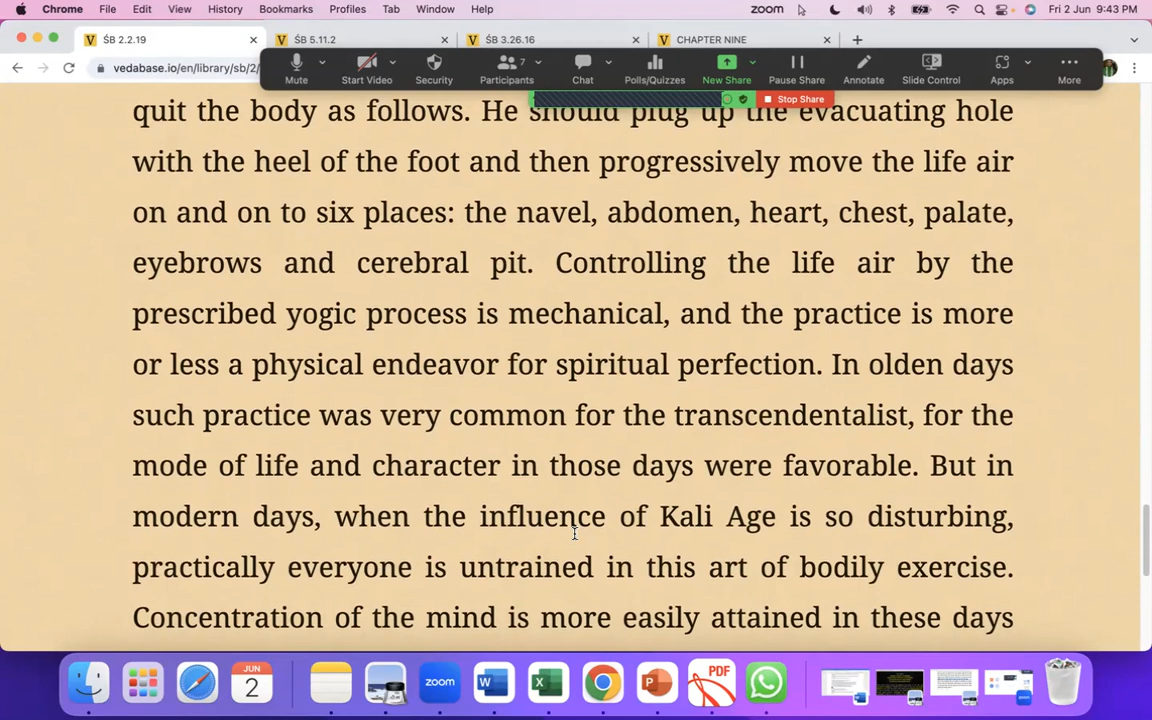 Chrome File Edit View History Bookmarks Profiles Tab Window Help zoom Fri 2 Jun 9:43 PM
ŚB 2.2.19 ŚB 5.11.2 ŚB 3.26.16 CHAPTER NINE
vedabase.io/en/library/sb/2/
Mute Start Video Security Participants 7 Chat Polls/Quizzes New Share Pause Share Annotate Slide Control Apps More
Stop Share
quit the body as follows. He should plug up the evacuating hole
with the heel of the foot and then progressively move the life air
on and on to six places: the navel, abdomen, heart, chest, palate,
eyebrows and cerebral pit. Controlling the life air by the
prescribed yogic process is mechanical, and the practice is more
or less a physical endeavor for spiritual perfection. In olden days
such practice was very common for the transcendentalist, for the
mode of life and character in those days were favorable. But in
modern days, when the influence of Kali Age is so disturbing,
practically everyone is untrained in this art of bodily exercise.
Concentration of the mind is more easily attained in these days
JUN
2
zoom
W
X
P
PDF